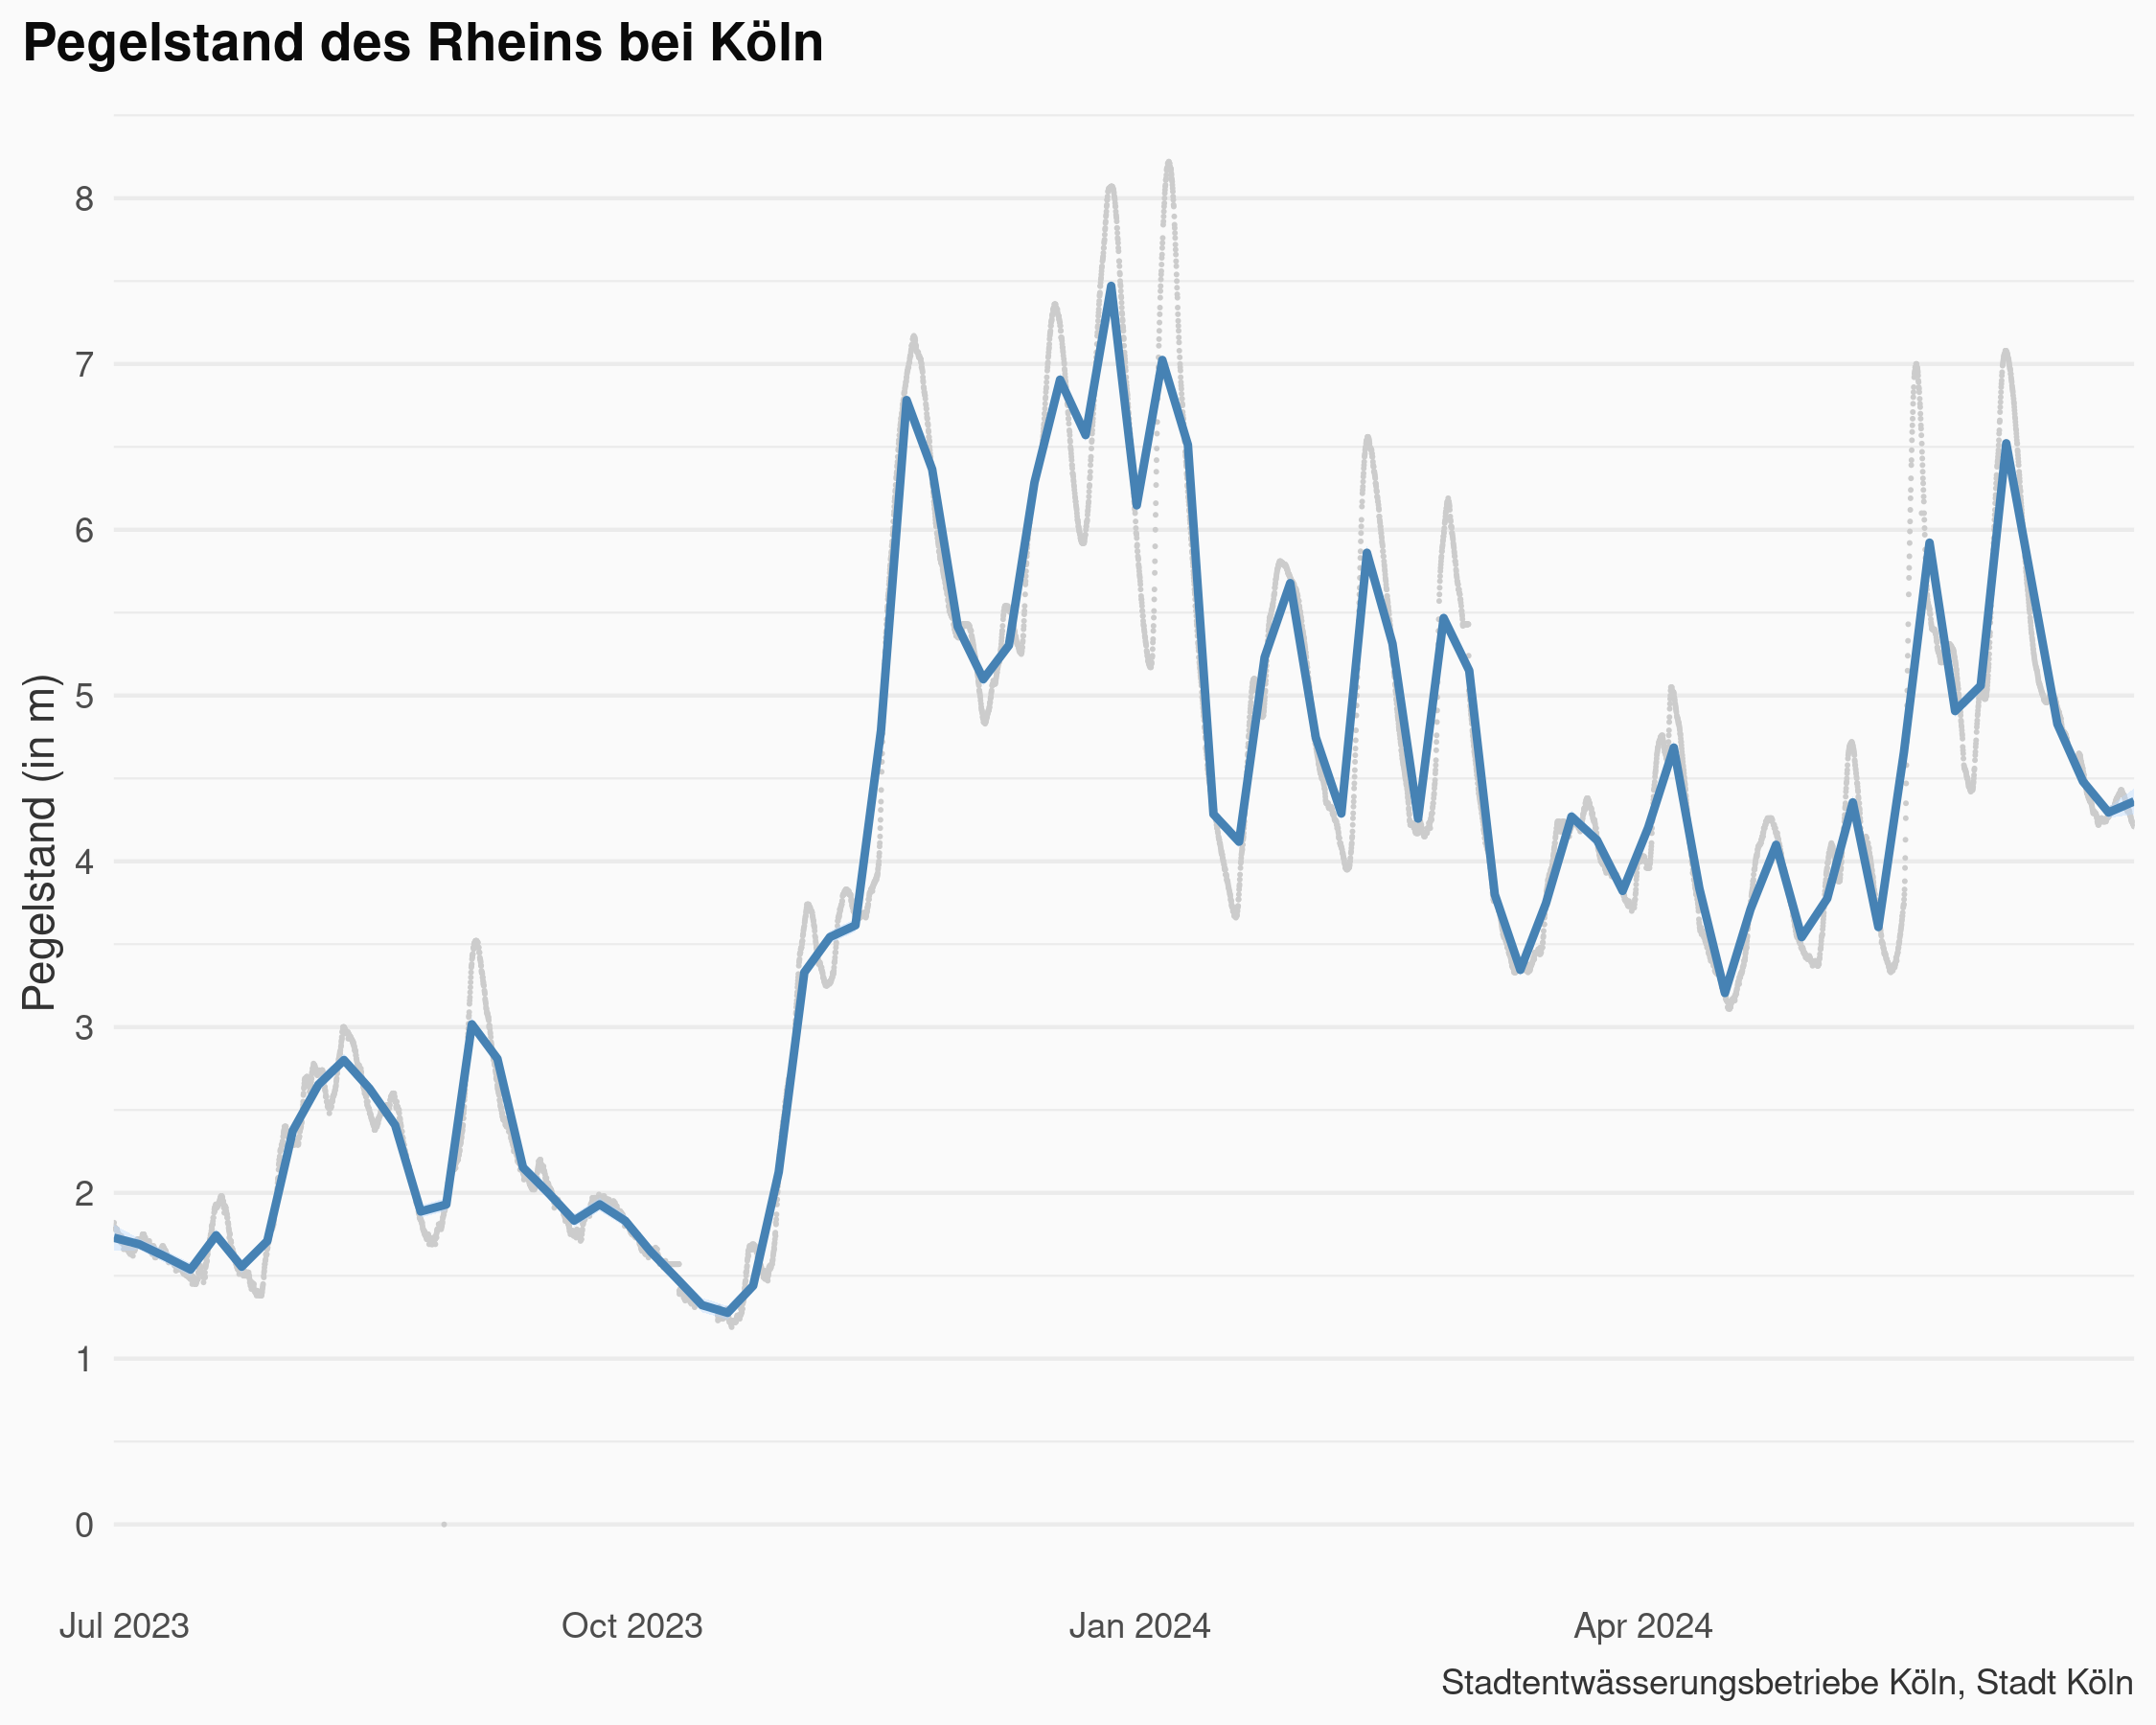 Pegelstand des Rheins bei Köln
Pegelstand (in m)
8
7
6
5
4
3
2
1
0
Jul 2023 Oct 2023 Jan 2024 Apr 2024
Stadtentwässerungsbetriebe Köln, Stadt Köln